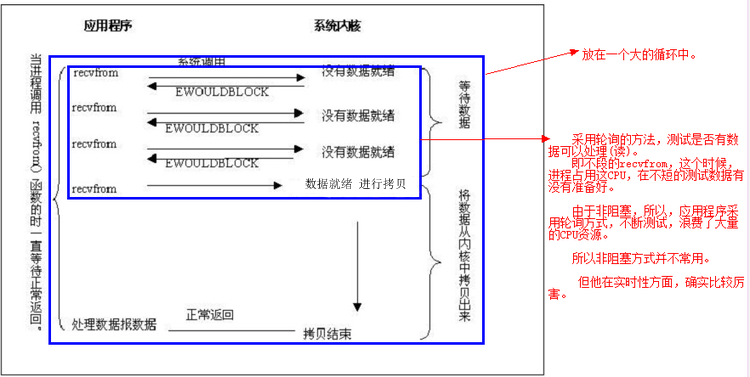 应用程序
系统内核
当进程调用 recvfrom() 函数的时一直等待正常返回。
系统调用
recvfrom
没有数据就绪
EWOULDBLOCK
recvfrom
没有数据就绪
EWOULDBLOCK
recvfrom
没有数据就绪
EWOULDBLOCK
recvfrom
数据就绪 进行拷贝
等待数据
将数据从内核中拷贝出来
处理数据报数据
正常返回
拷贝结束
放在一个大的循环中。
采用轮询的方法，测试是否有数
据可以处理(读)。
即不段的recvfrom，这个时候，
进程占用这CPU，在不短的测试数据有
没有准备好。
由于非阻塞，所以，应用程序采
用轮询方式，不断测试，浪费了大量
的CPU资源。
所以非阻塞方式并不常用。
但他在实时性方面，确实比较厉
害。